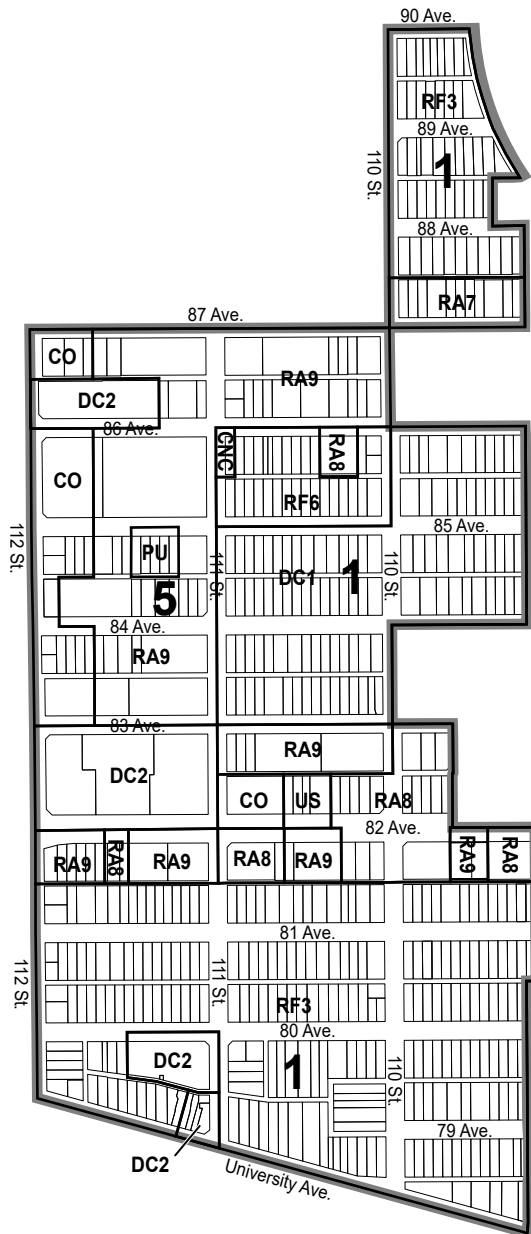 90 Ave.
RF3
89 Ave.
1
110 St.
88 Ave.
RA7
87 Ave.
CO
RA9
DC2
86 Ave.
CNC
RA8
CO
RF6
85 Ave.
112 St.
PU
111 St.
DC1
1
110 St.
5
84 Ave.
RA9
83 Ave.
RA9
DC2
CO
US
RA8
82 Ave.
RA9
RA8
RA9
RA8
RA9
RA9
RA8
81 Ave.
112 St.
111 St.
RF3
80 Ave.
DC2
1
110 St.
79 Ave.
DC2
University Ave.